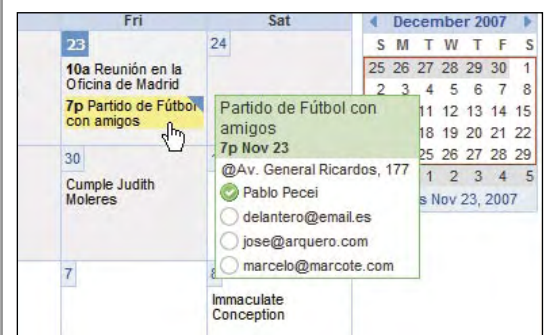 Fri Sat
23
10a Reunión en la
Oficina de Madrid
7p Partido de Fútbol
con amigos
24
30
Cumple Judith
Moleres
7
8
Immaculate
Conception
Partido de Fútbol con
amigos
7p Nov 23
@Av. General Ricardos, 177
Pablo Pecei
delantero@email.es
jose@arquero.com
marcelo@marcote.com
December 2007
S M T W T F S
25 26 27 28 29 30 1
2 3 4 5 6 7 8
11 12 13 14 15
18 19 20 21 22
25 26 27 28 29
1 2 3 4 5
s Nov 23, 2007